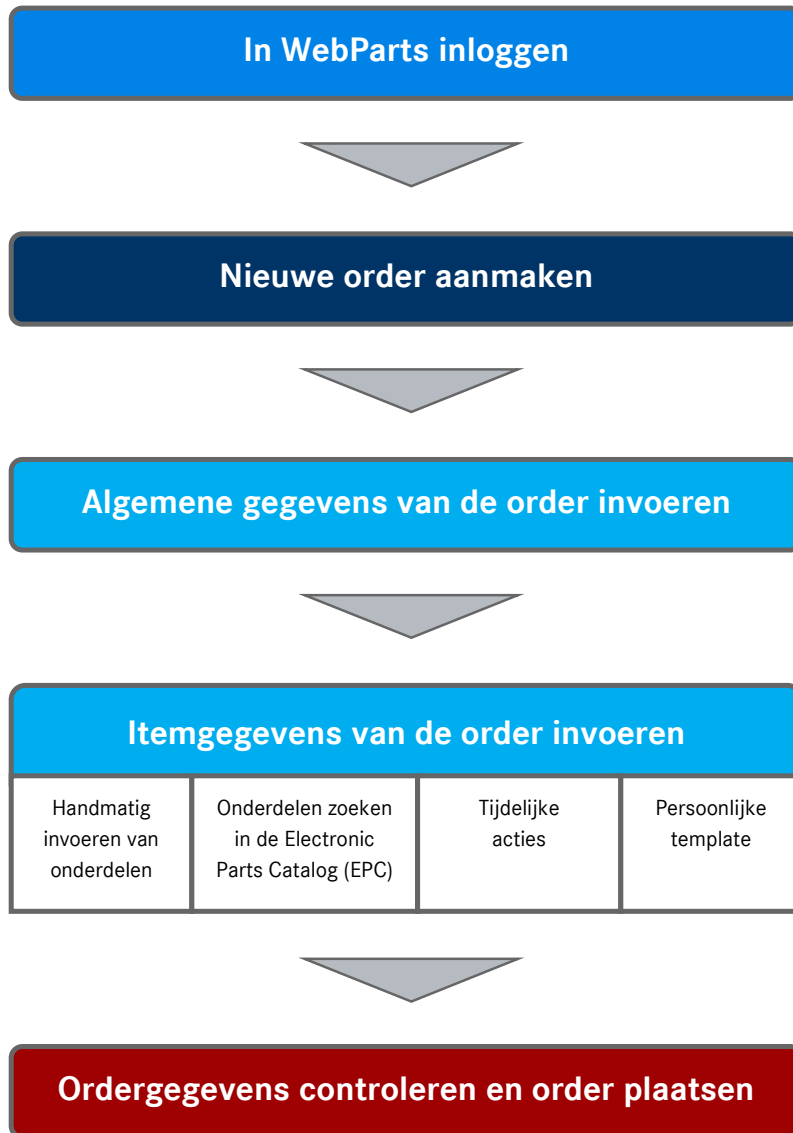 In WebParts inloggen
Nieuwe order aanmaken
Algemene gegevens van de order invoeren
Itemgegevens van de order invoeren
Handmatig
invoeren van
onderdelen
Onderdelen zoeken
in de Electronic
Parts Catalog (EPC)
Tijdelijke
acties
Persoonlijke
template
Ordergegevens controleren en order plaatsen